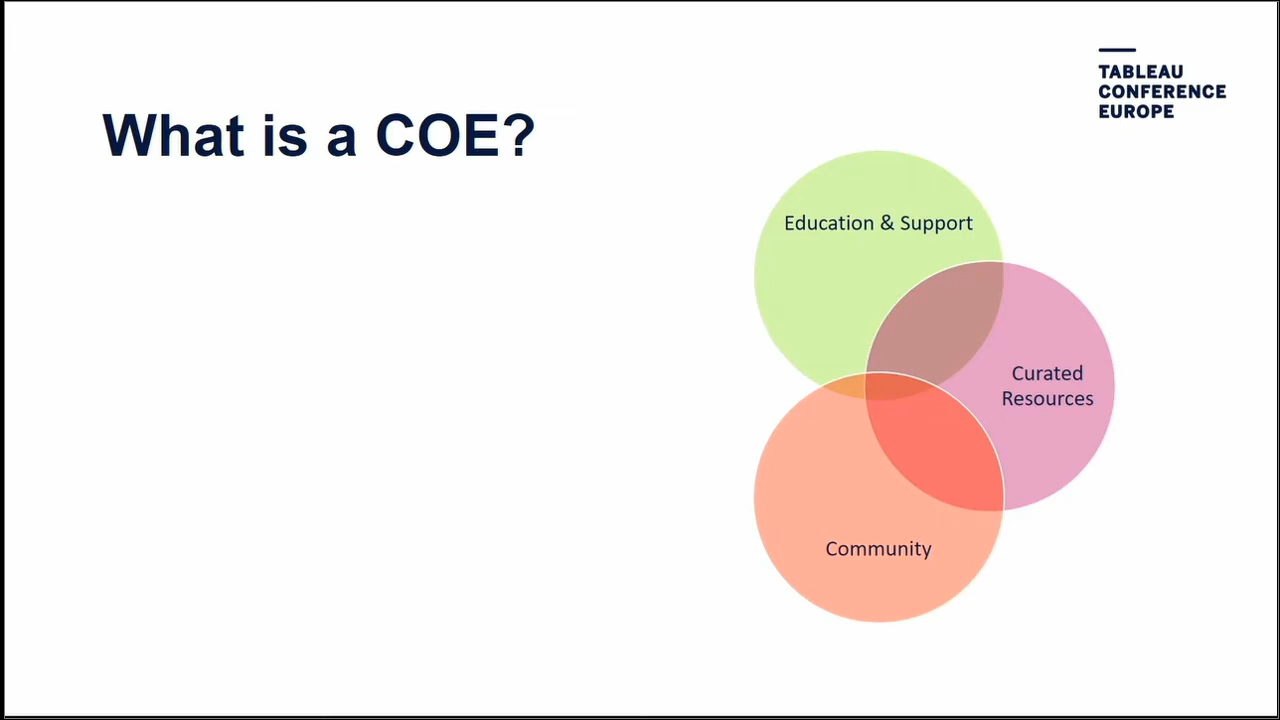 TABLEAU
CONFERENCE
EUROPE
What is a COE?
Education & Support
Curated
Resources
Community